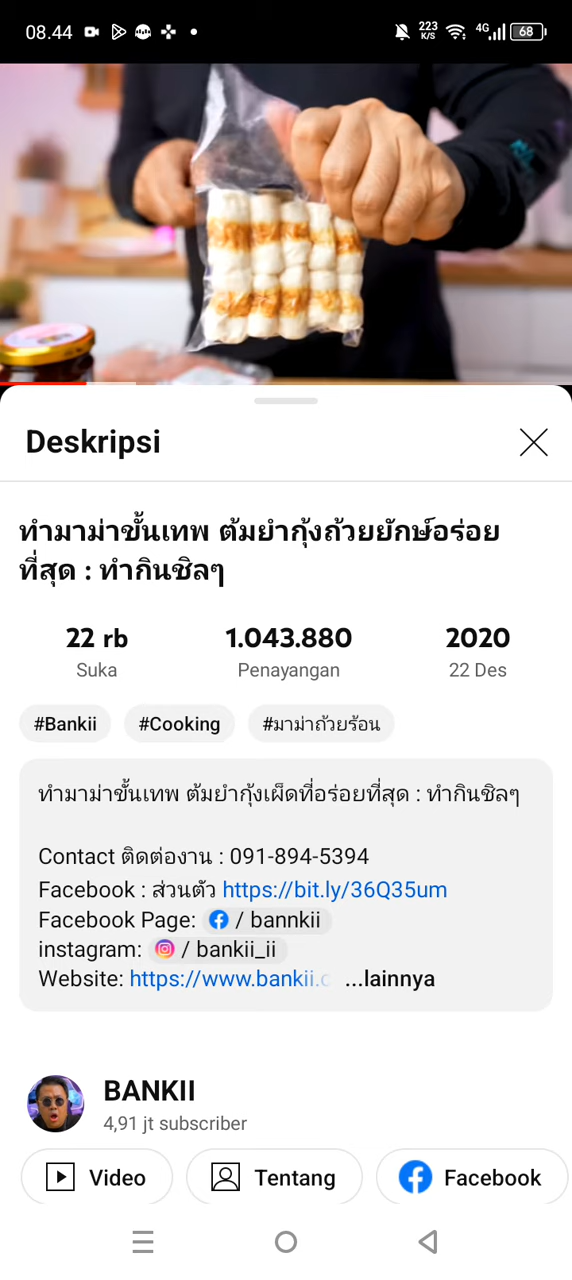 08.44
223
K/S
4G
68
Deskripsi
ทำมาม่าขั้นเทพ ต้มยำกุ้งถ้วยยักษ์อร่อย
ที่สุด : ทำกินชิลๆ
22 rb
1.043.880
2020
Suka
Penayangan
22 Des
#Bankii
#Cooking
#มาม่าถ้วยร้อน
ทำมาม่าขั้นเทพ ต้มยำกุ้งเผ็ดที่อร่อยที่สุด : ทำกินชิลๆ
Contact ติดต่องาน : 091-894-5394
Facebook : ส่วนตัว https://bit.ly/36Q35um
Facebook Page: / bannkii
instagram: / bankii_ii
Website: https://www.bankii.c ...lainnya
BANKII
4,91 jt subscriber
Video
Tentang
Facebook